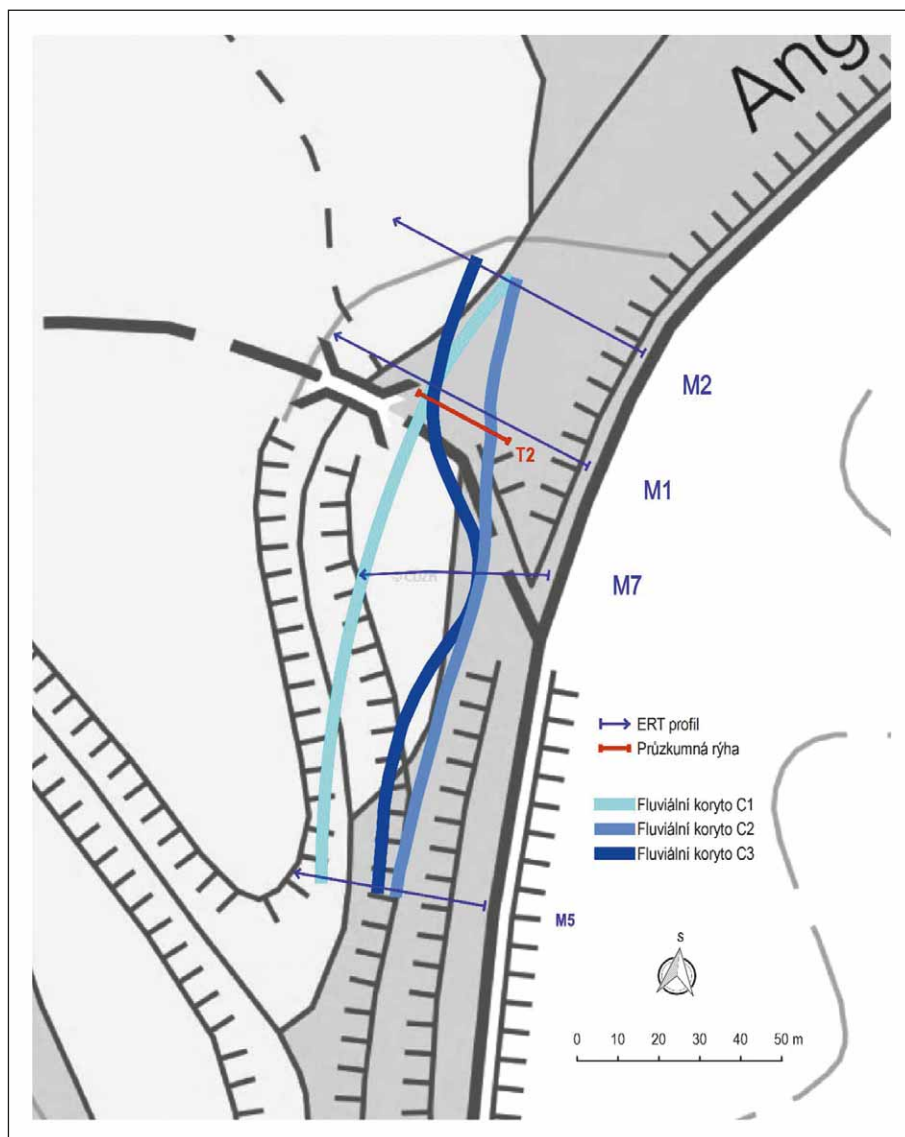 Ang
M2
T2
M1
M7
ERT profil
Průzkumná rýha
Fluviální koryto C1
Fluviální koryto C2
Fluviální koryto C3
M5
S
0 10 20 30 40 50 m